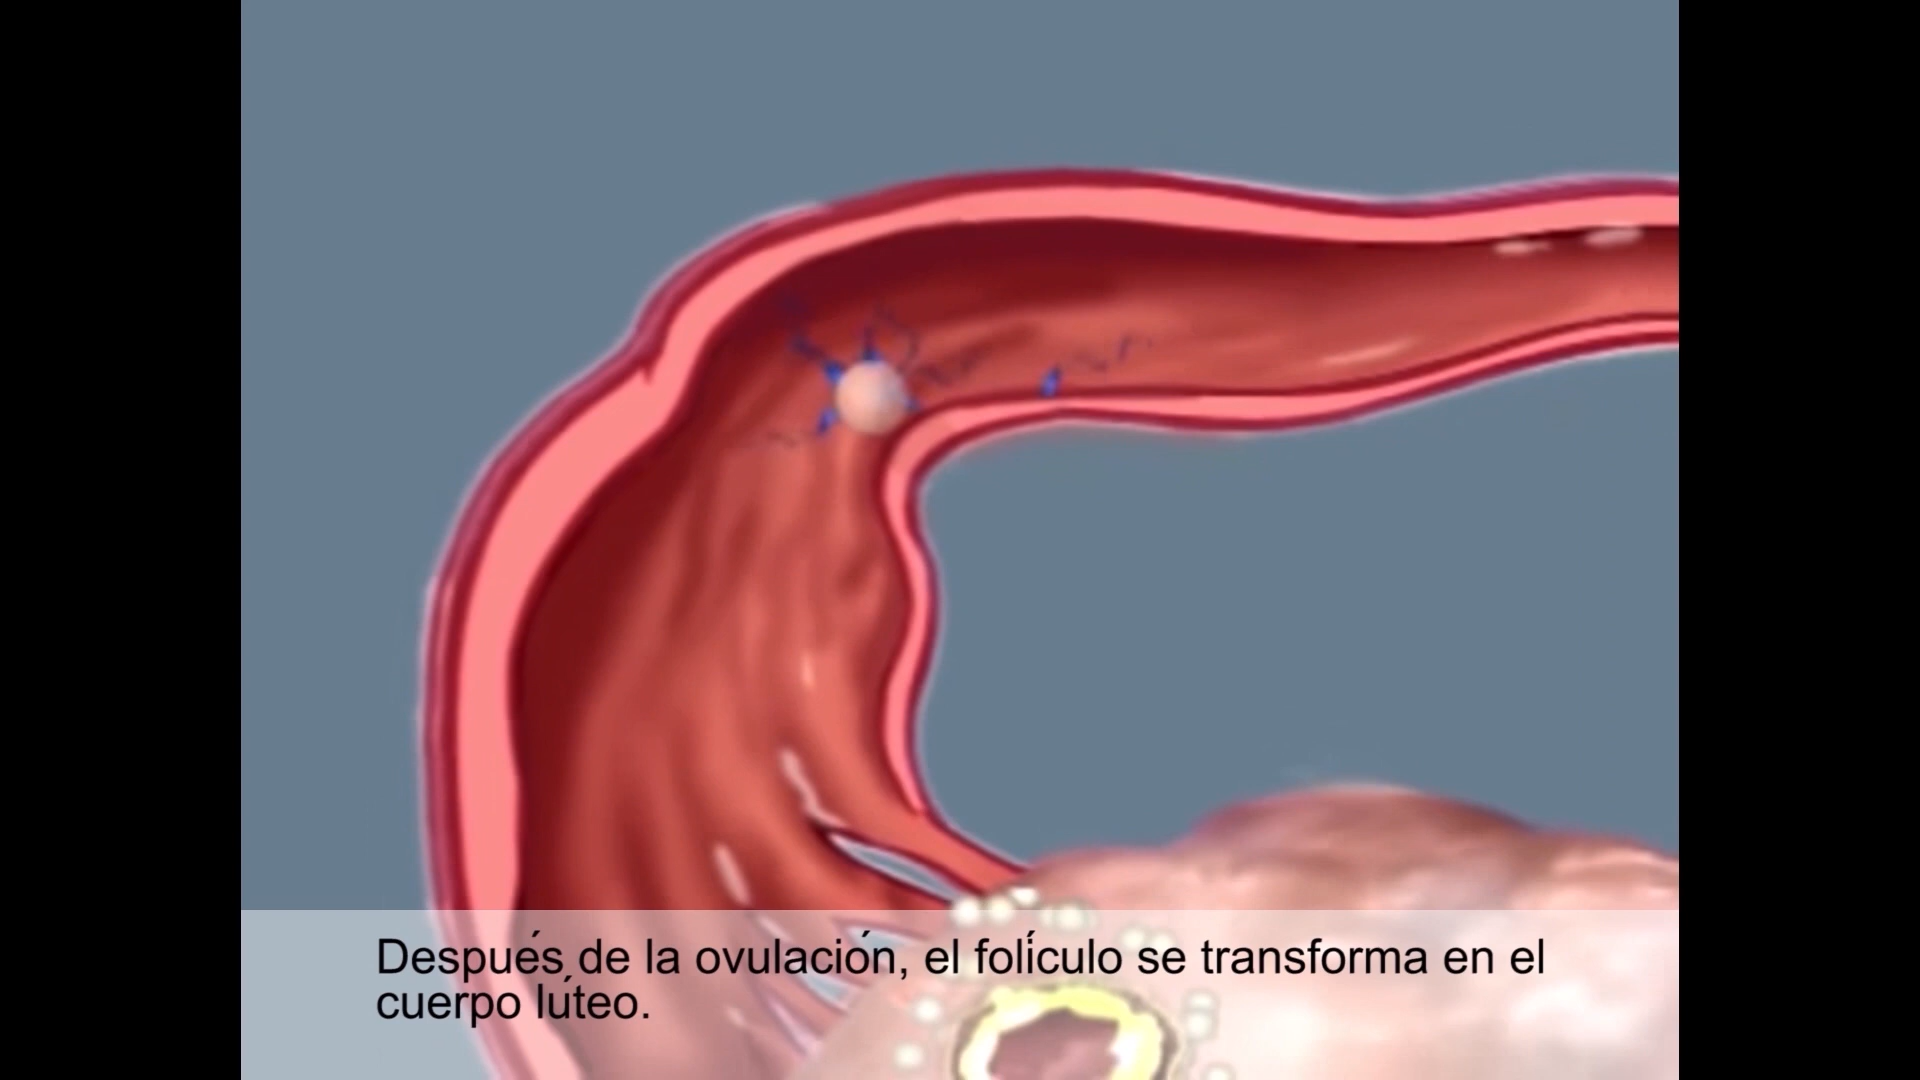 Después de la ovulación, el folículo se transforma en el
cuerpo lúteo.